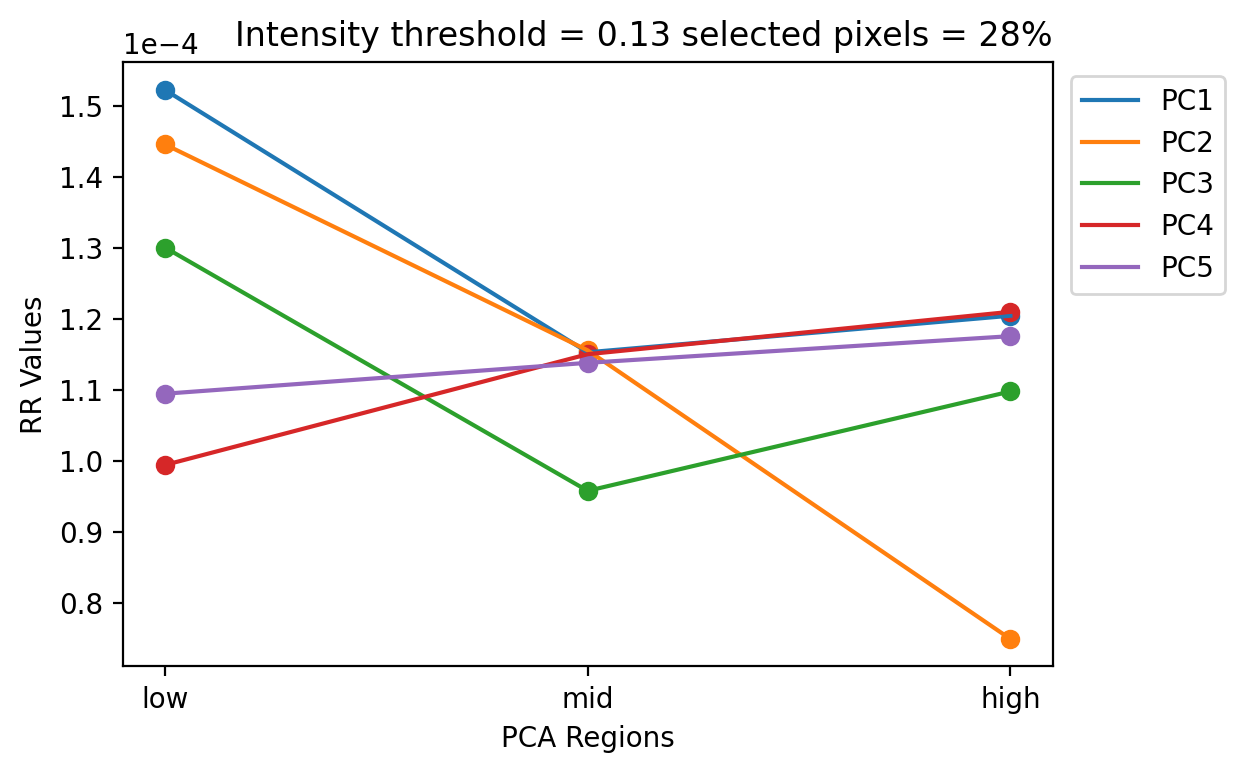 Intensity threshold = 0.13 selected pixels = 28%
1e−4
1.5
1.4
1.3
1.2
1.1
1.0
0.9
0.8
RR Values
low
mid
high
PCA Regions
PC1
PC2
PC3
PC4
PC5